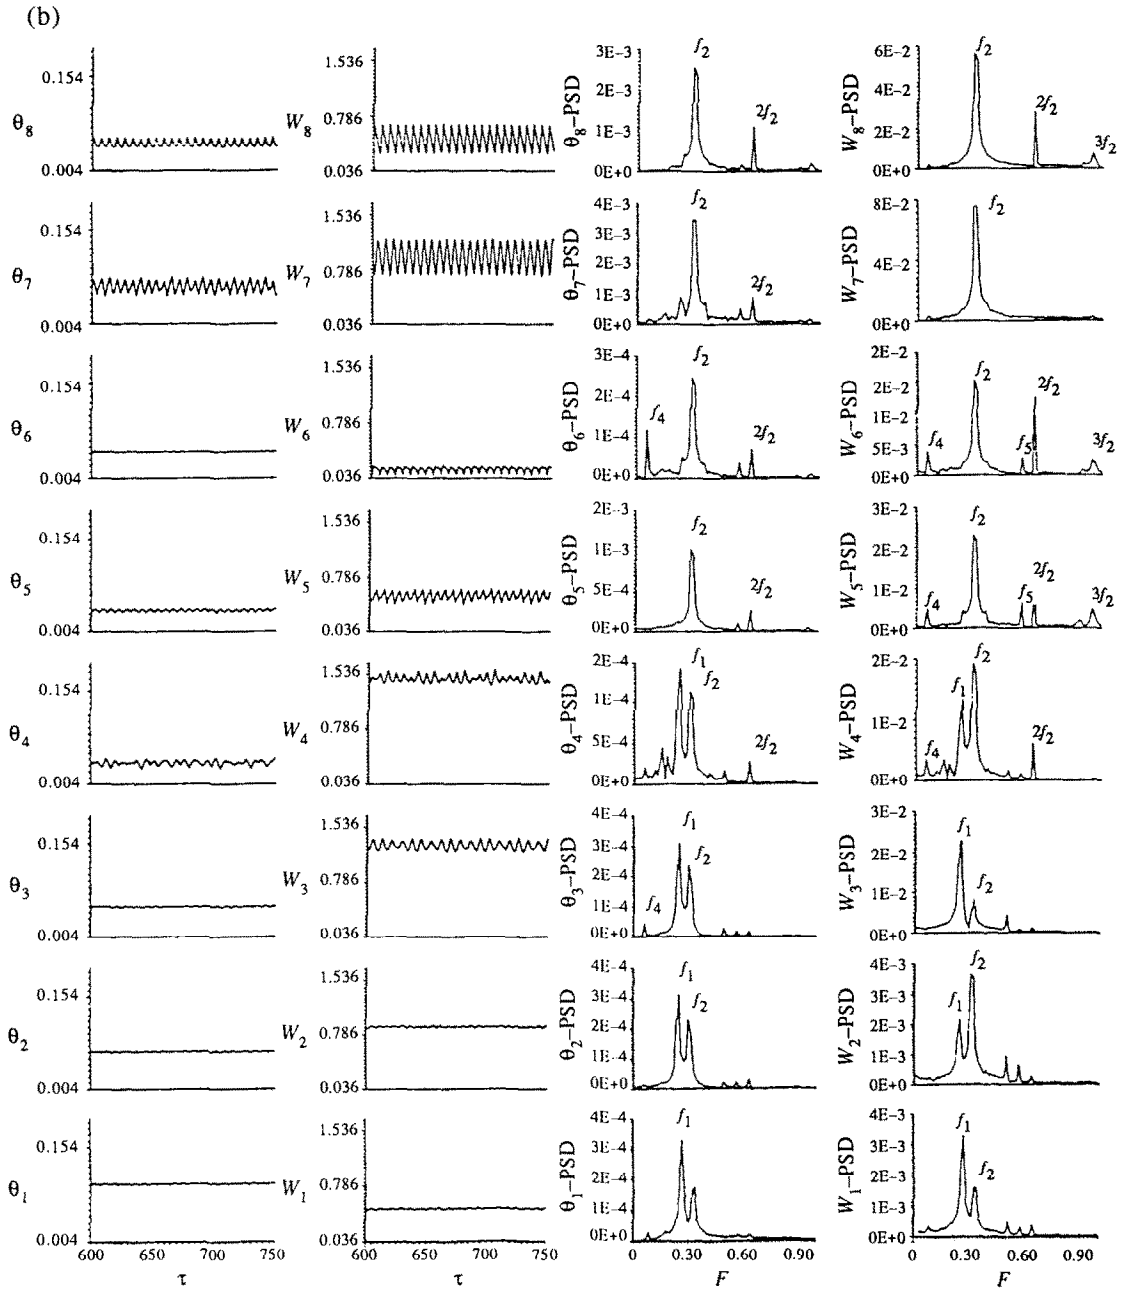 (b)
0.154
θ8
0.004
1.536
W8 0.786
0.036
3E−3
f2
θ8–PSD
2f2
1E−3
0E+0
6E−2
f2
4E−2
W8–PSD
2f2
2E−2
3f2
0E+0
0.154
θ7
0.004
1.536
W7 0.786
0.036
4E−3
f2
3E−3
θ7–PSD
2E−3
1E−3
2f2
0E+0
8E−2
f2
W7–PSD
4E−2
0E+0
0.154
θ6
0.004
1.536
W6 0.786
0.036
3E−4
f2
θ6–PSD
2E−4
f4
1E−4
2f2
0E+0
2E−2
f2
2E−2
2f2
W6–PSD
1E−2
f4
f5
3f2
5E−3
0E+0
0.154
θ5
0.004
1.536
W5 0.786
0.036
2E−3
f2
θ5–PSD
1E−3
5E−4
2f2
0E+0
3E−2
f2
2E−2
W5–PSD
2f2
1E−2
f4
f5
3f2
0E+0
0.154
θ4
0.004
1.536
W4 0.786
0.036
2E−4
f1
f2
θ4–PSD
1E−4
5E−4
2f2
0E+0
2E−2
f2
f1
W4–PSD
1E−2
2f2
f4
0E+0
0.154
θ3
0.004
1.536
W3 0.786
0.036
4E−4
f1
3E−4
f2
θ3–PSD
2E−4
1E−4
f4
0E+0
3E−2
f1
2E−2
W3–PSD
f2
1E−2
0E+0
0.154
θ2
0.004
1.536
W2 0.786
0.036
4E−4
f1
3E−4
f2
θ2–PSD
2E−4
1E−4
0E+0
4E−3
f2
3E−3
f1
W2–PSD
2E−3
1E−3
0E+0
0.154
θ1
0.004
600 650 700 750
τ
1.536
W1 0.786
0.036
600 650 700 750
τ
4E−4
f1
3E−4
θ1–PSD
2E−4
1E−4
0E+0
0 0.30 0.60 0.90
F
4E−3
f1
3E−3
f2
W1–PSD
2E−3
1E−3
0E+0
0 0.30 0.60 0.90
F